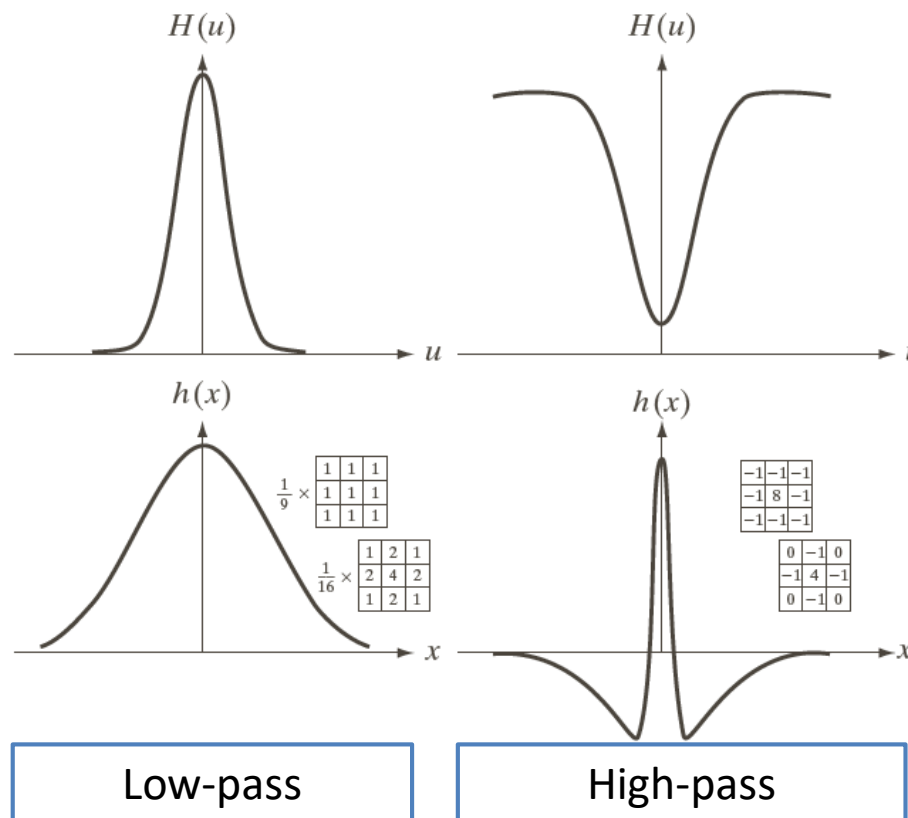 H(u)
u
h(x)
1/9 ×
1 1 1
1 1 1
1 1 1
1/16 ×
1 2 1
2 4 2
1 2 1
x
Low-pass
H(u)
h(x)
−1 −1 −1
−1 8 −1
−1 −1 −1
0 −1 0
−1 4 −1
0 −1 0
x
High-pass